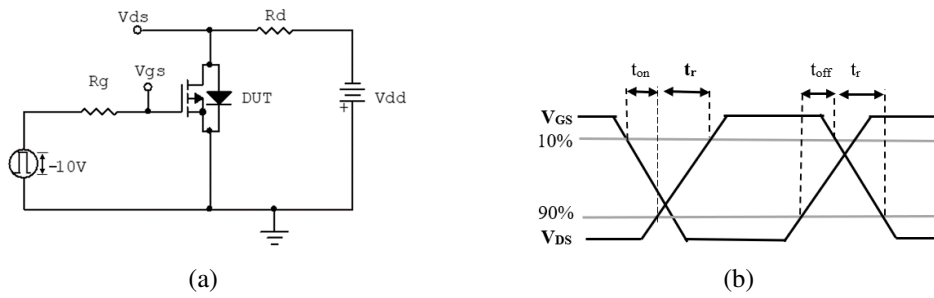 Vds
Rd
Rg
Vgs
DUT
Vdd
+
-10V
(a)
ton
tr
toff
tr
VGS
10%
90%
VDS
(b)